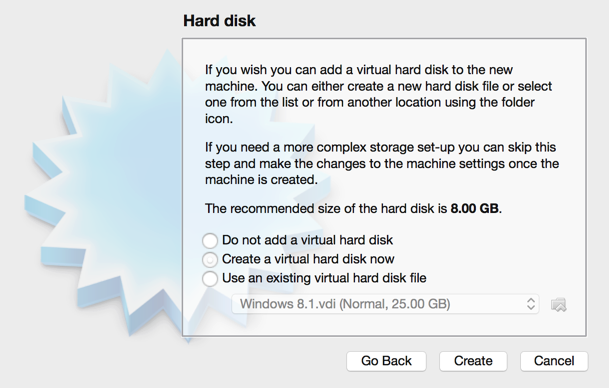 Hard disk
If you wish you can add a virtual hard disk to the new
machine. You can either create a new hard disk file or select
one from the list or from another location using the folder
icon.
If you need a more complex storage set-up you can skip this
step and make the changes to the machine settings once the
machine is created.
The recommended size of the hard disk is 8.00 GB.
Do not add a virtual hard disk
Create a virtual hard disk now
Use an existing virtual hard disk file
Windows 8.1.vdi (Normal, 25.00 GB)
Go Back Create Cancel